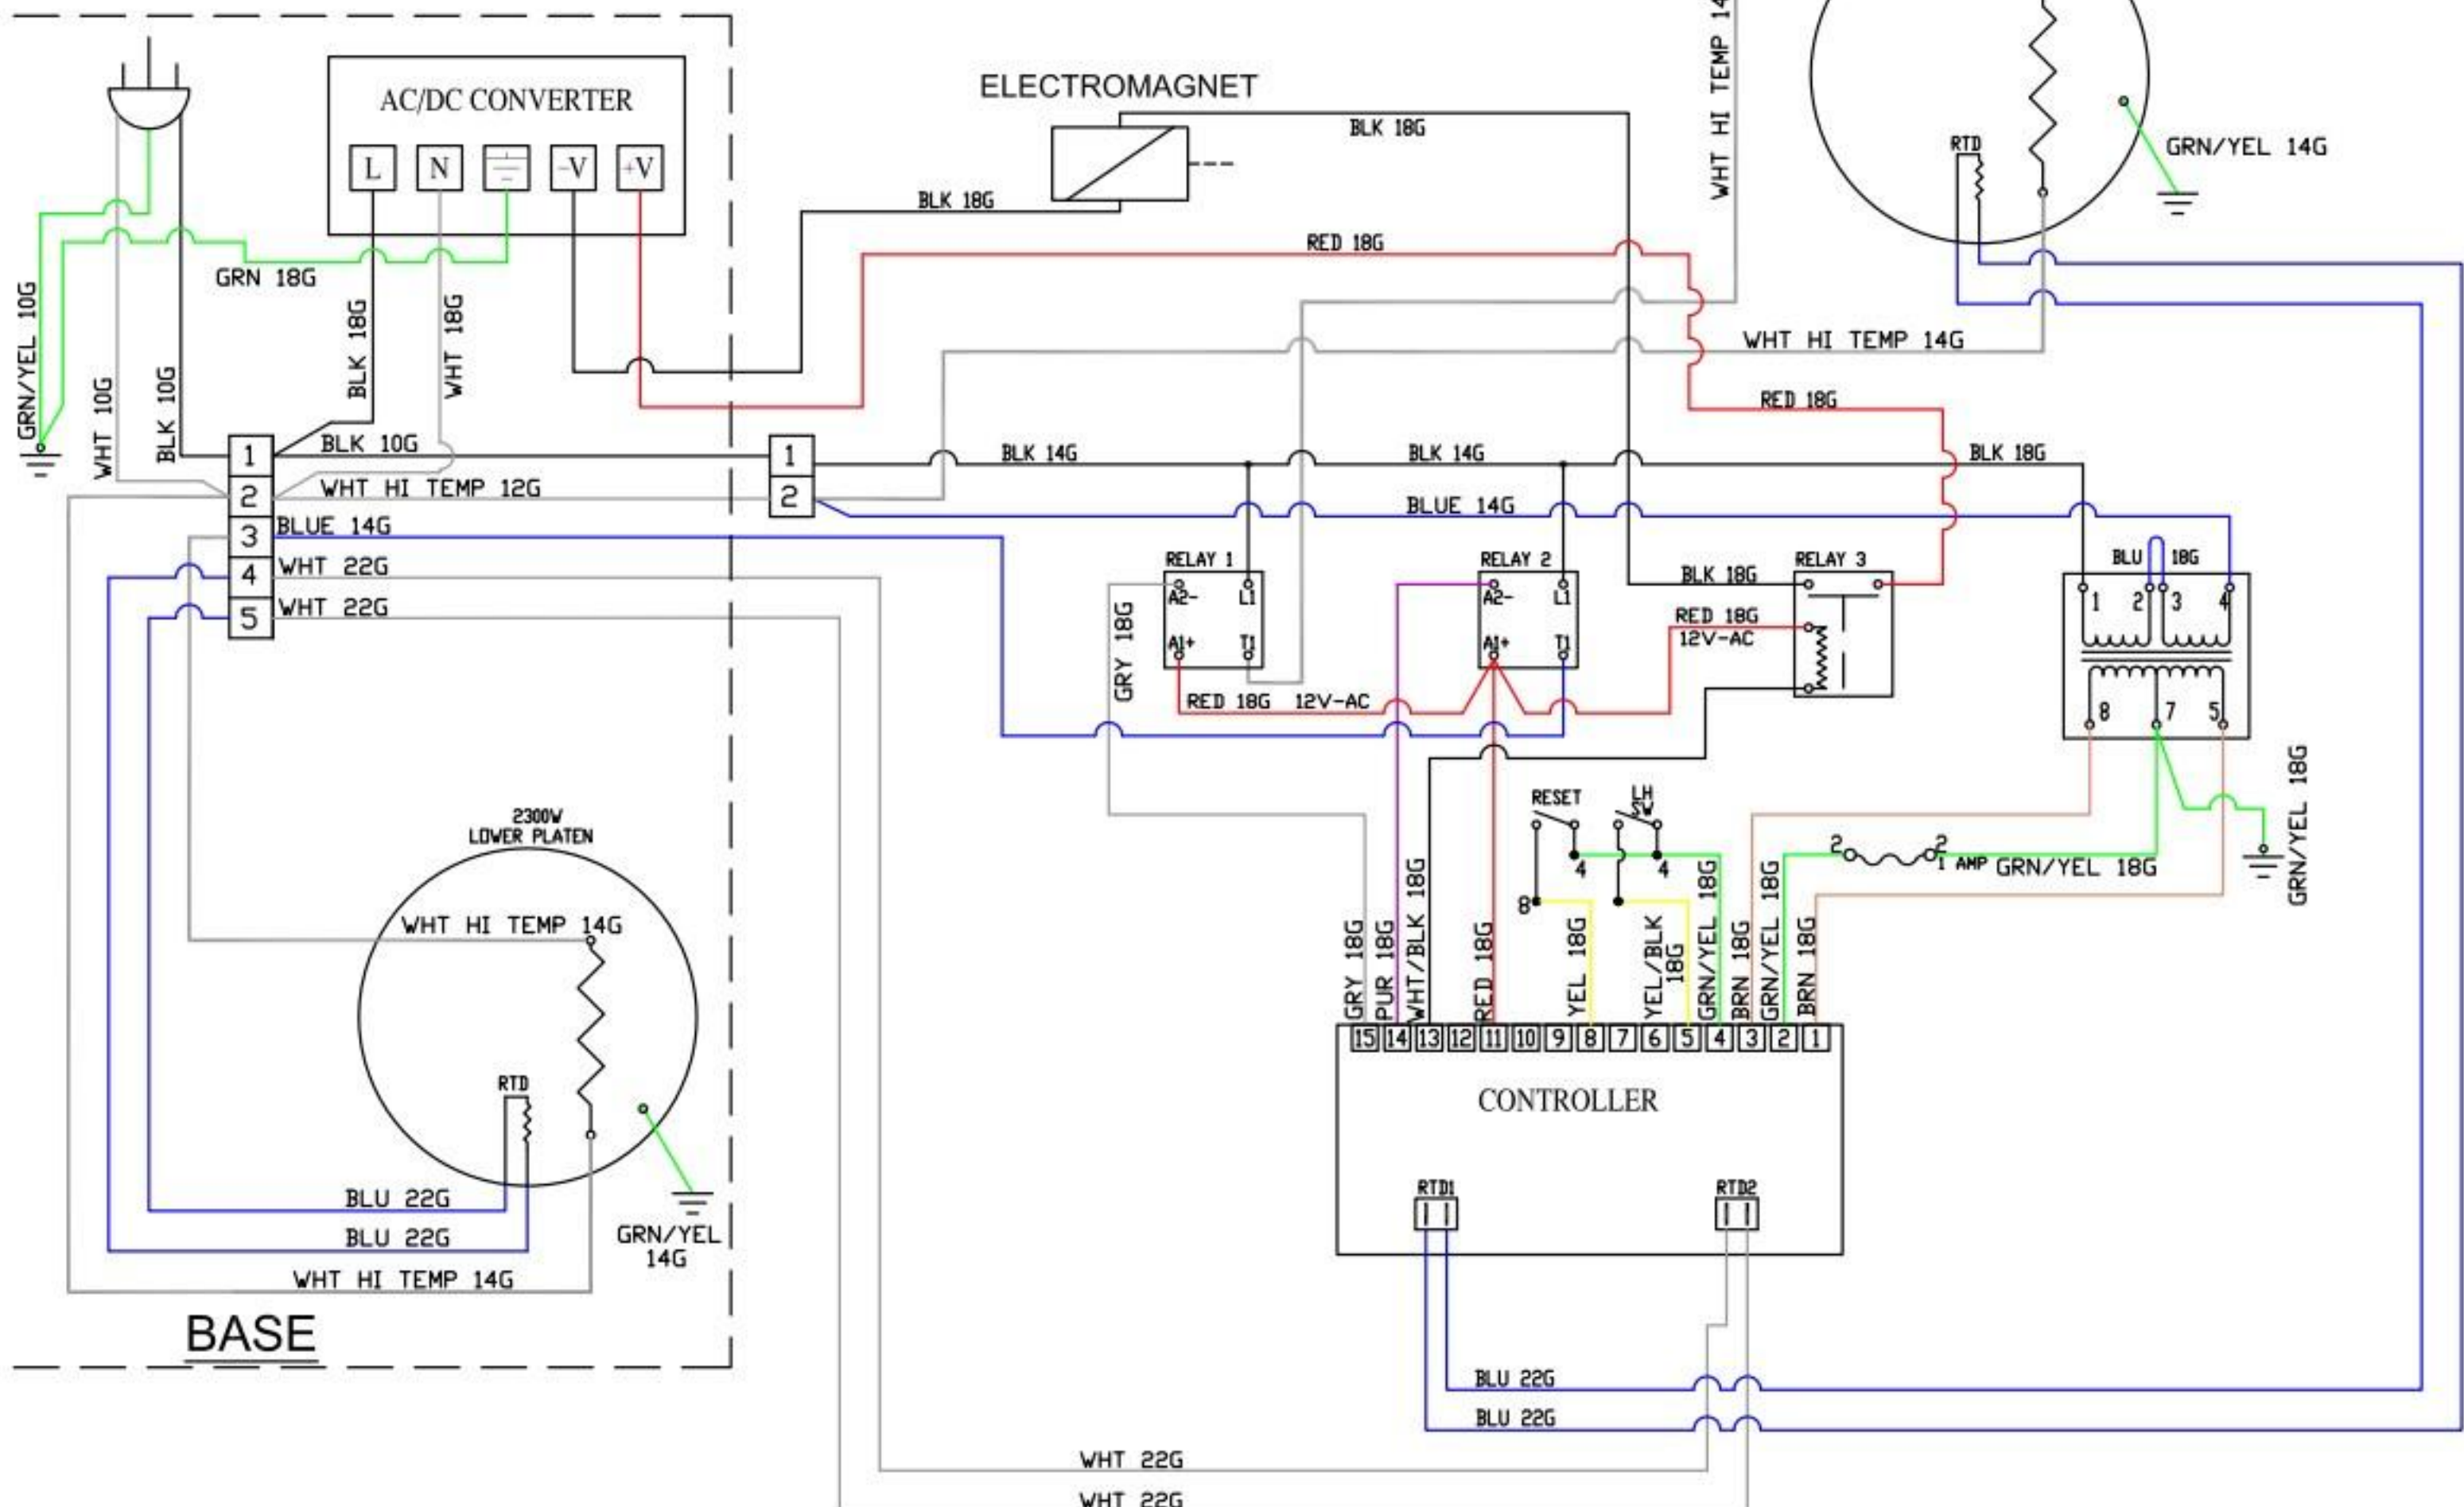 AC/DC CONVERTER
L
N
-V
+V
GRN 18G
GRN/YEL 10G
WHT 10G
BLK 10G
BLK 18G
WHT 18G
ELECTROMAGNET
BLK 18G
BLK 18G
RED 18G
WHT HI TEMP 14
RTD
GRN/YEL 14G
WHT HI TEMP 14G
RED 18G
1
2
3
4
5
BLK 10G
WHT HI TEMP 12G
BLUE 14G
WHT 22G
WHT 22G
1
2
BLK 14G
BLK 14G
BLK 18G
BLUE 14G
RELAY 1
A2-
L1
A1+
T1
GRY 18G
RED 18G 12V-AC
RELAY 2
A2-
L1
A1+
T1
BLK 18G
RED 18G
12V-AC
RELAY 3
BLU 18G
1
2
3
4
8
7
5
GRN/YEL 18G
2
2
1 AMP
GRN/YEL 18G
RESET
LH
SW
4
4
8
GRY 18G
PUR 18G
WHT/BLK 18G
RED 18G
YEL 18G
YEL/BLK
18G
GRN/YEL 18G
BRN 18G
GRN/YEL 18G
BRN 18G
15 14 13 12 11 10 9 8 7 6 5 4 3 2 1
CONTROLLER
RTD1
RTD2
2300W
LOWER PLATEN
WHT HI TEMP 14G
RTD
BLU 22G
BLU 22G
GRN/YEL
14G
WHT HI TEMP 14G
BASE
BLU 22G
BLU 22G
WHT 22G
WHT 22G